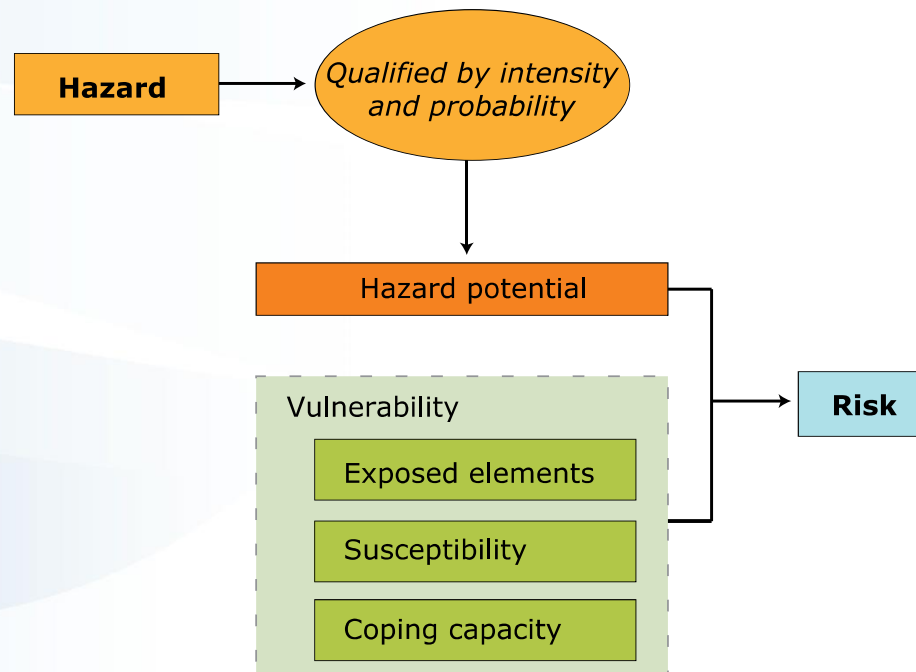 Hazard
Qualified by intensity
and probability
Hazard potential
Vulnerability
Exposed elements
Susceptibility
Coping capacity
Risk